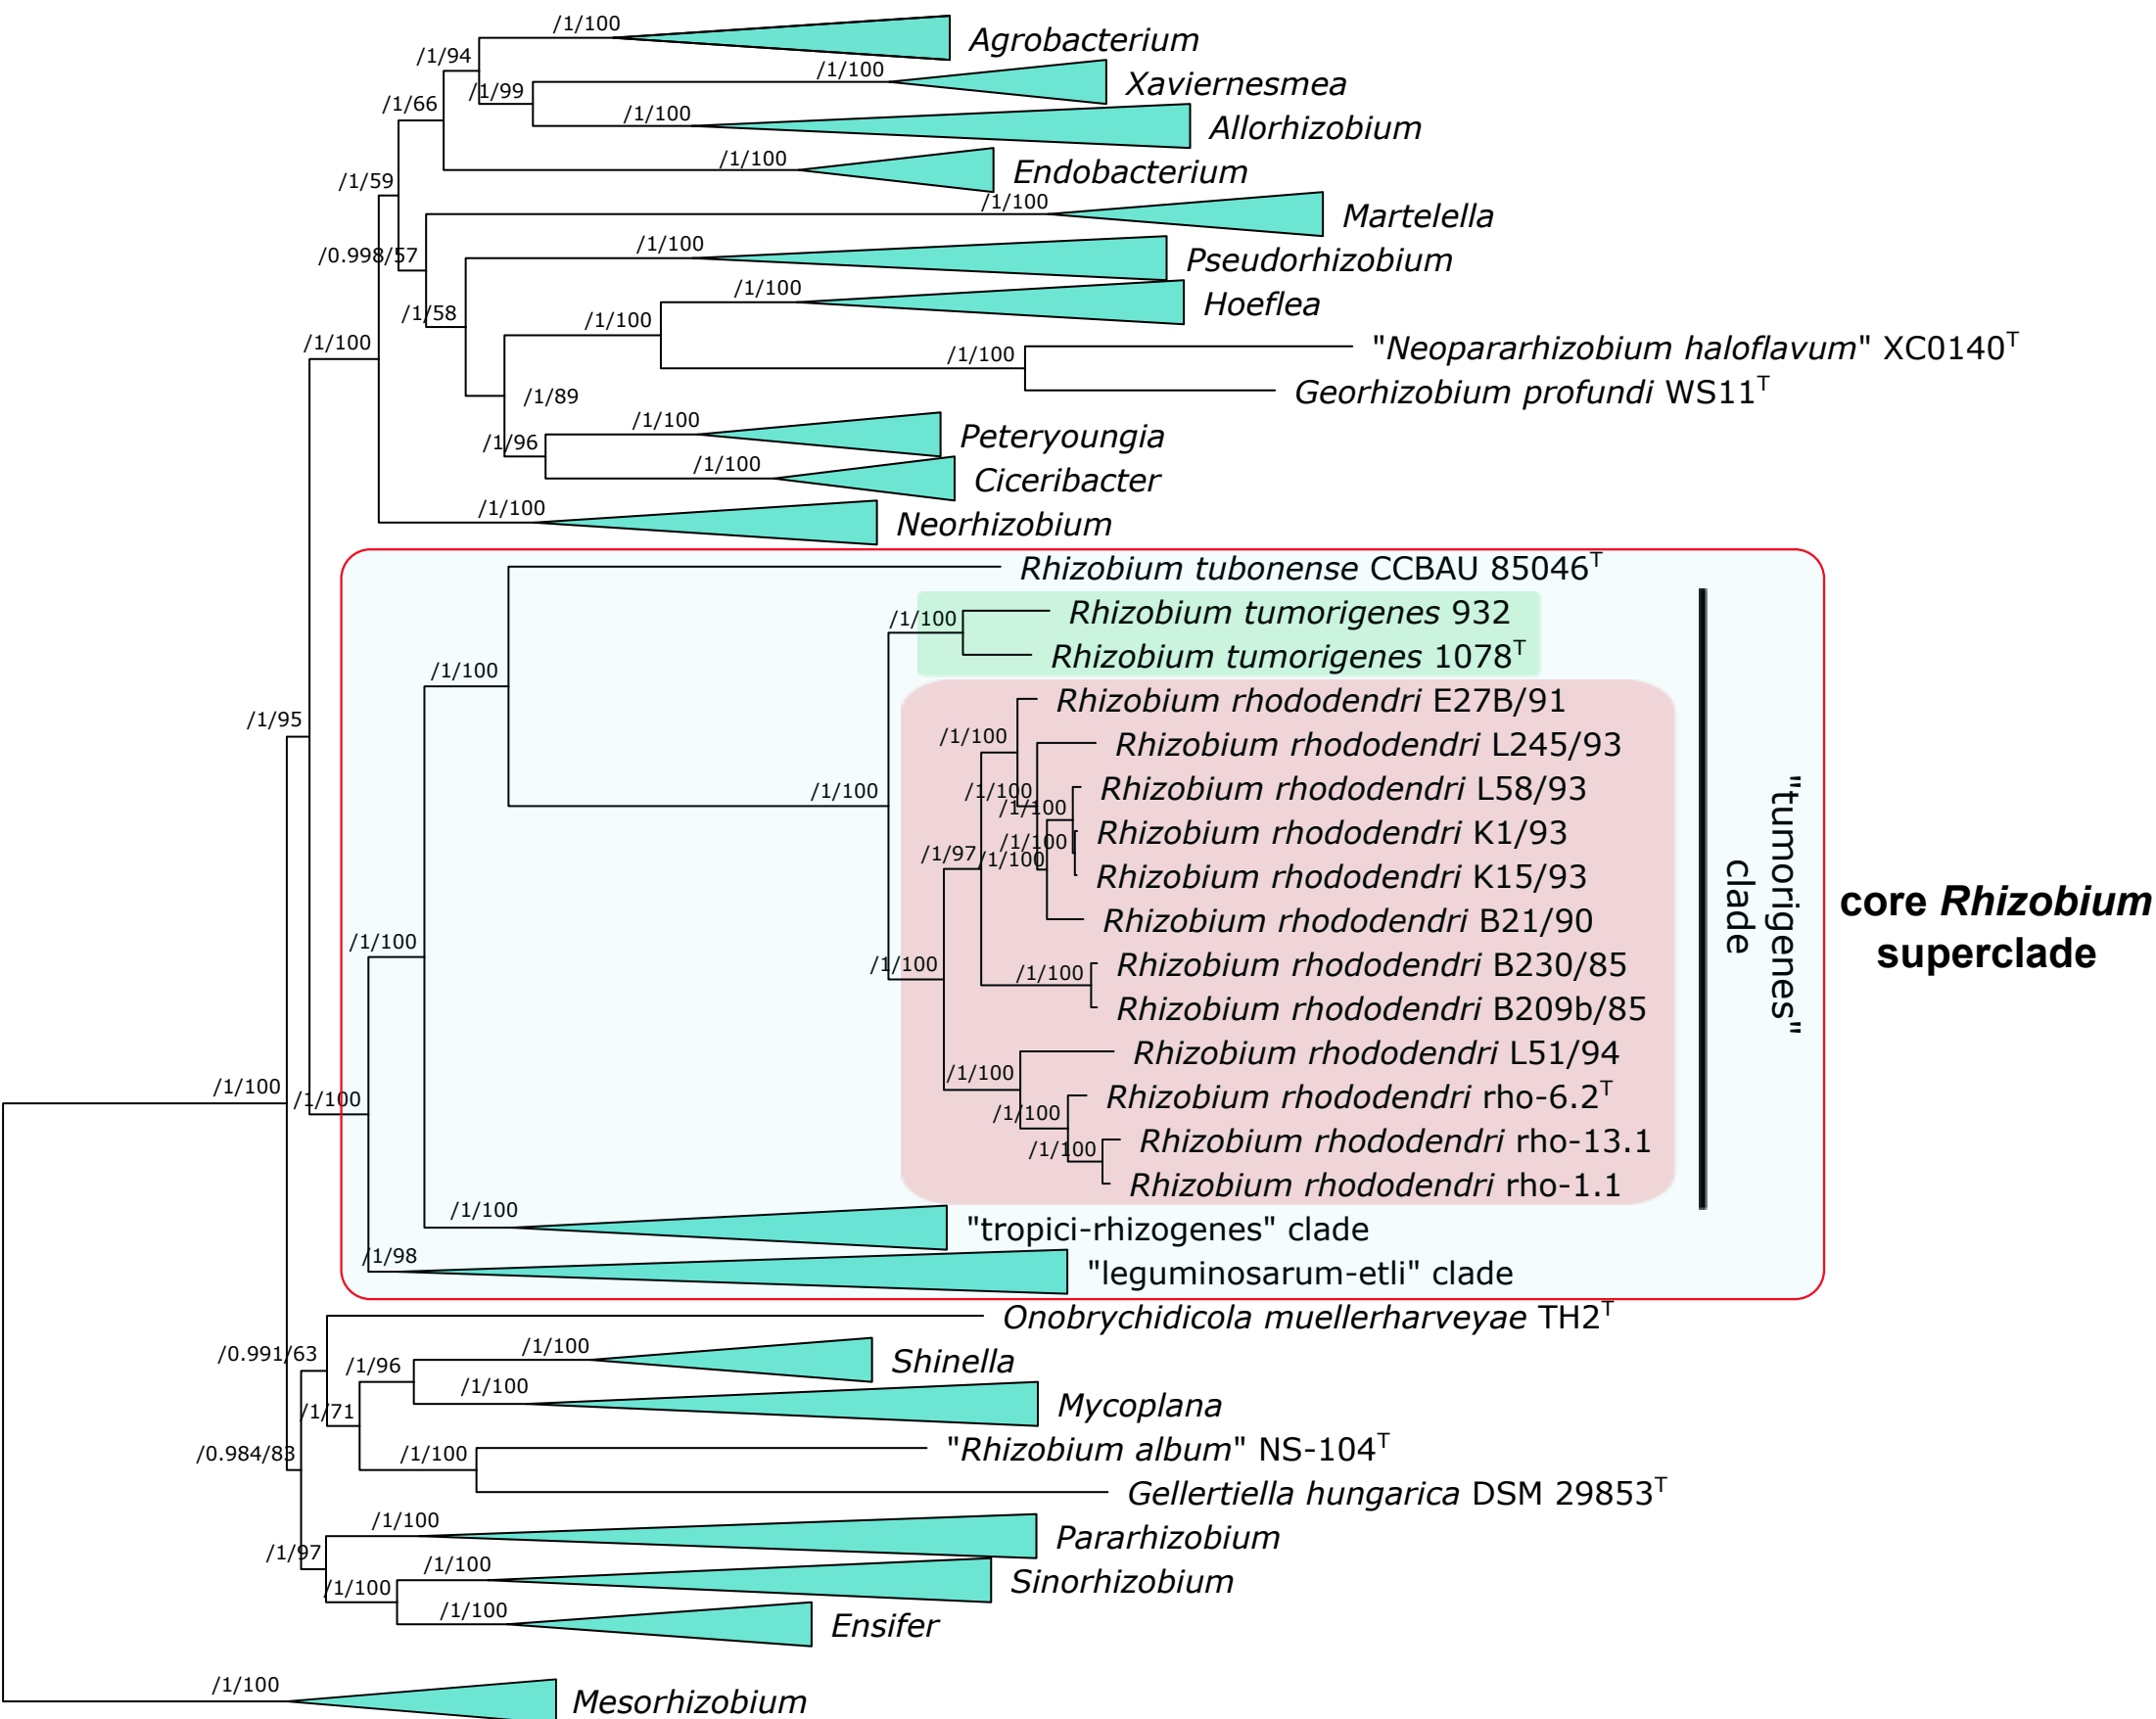 /1/100
Agrobacterium
/1/94
/1/100
Xaviernesmea
/1/99
/1/66
/1/100
Allorhizobium
/1/100
Endobacterium
/1/59
/1/100
Martelella
/0.998/57
/1/100
Pseudorhizobium
/1/100
Hoeflea
/1/58
/1/100
/1/100
/1/100
"Neopararhizobium haloflavum" XC0140T
Georhizobium profundi WS11T
/1/89
/1/100
Peteryoungia
/1/96
/1/100
Ciceribacter
/1/100
Neorhizobium
Rhizobium tubonense CCBAU 85046T
/1/100
Rhizobium tumorigenes 932
Rhizobium tumorigenes 1078T
/1/100
Rhizobium rhododendri E27B/91
/1/95
/1/100
Rhizobium rhododendri L245/93
/1/100
/1/100
Rhizobium rhododendri L58/93
/1/100
Rhizobium rhododendri K1/93
/1/100
/1/97
/1/100
Rhizobium rhododendri K15/93
Rhizobium rhododendri B21/90
/1/100
/1/100
/1/100
Rhizobium rhododendri B230/85
Rhizobium rhododendri B209b/85
Rhizobium rhododendri L51/94
/1/100
/1/100
/1/100
Rhizobium rhododendri rho-6.2T
/1/100
Rhizobium rhododendri rho-13.1
/1/100
Rhizobium rhododendri rho-1.1
"tumorigenes"
clade
core Rhizobium
superclade
/1/100
"tropici-rhizogenes" clade
/1/98
"leguminosarum-etli" clade
Onobrychidicola muellerharveyae TH2T
/0.991/63
/1/96
/1/100
Shinella
/1/100
Mycoplana
/1/71
/0.984/83
/1/100
"Rhizobium album" NS-104T
Gellertiella hungarica DSM 29853T
/1/100
Pararhizobium
/1/97
/1/100
Sinorhizobium
/1/100
/1/100
Ensifer
/1/100
Mesorhizobium